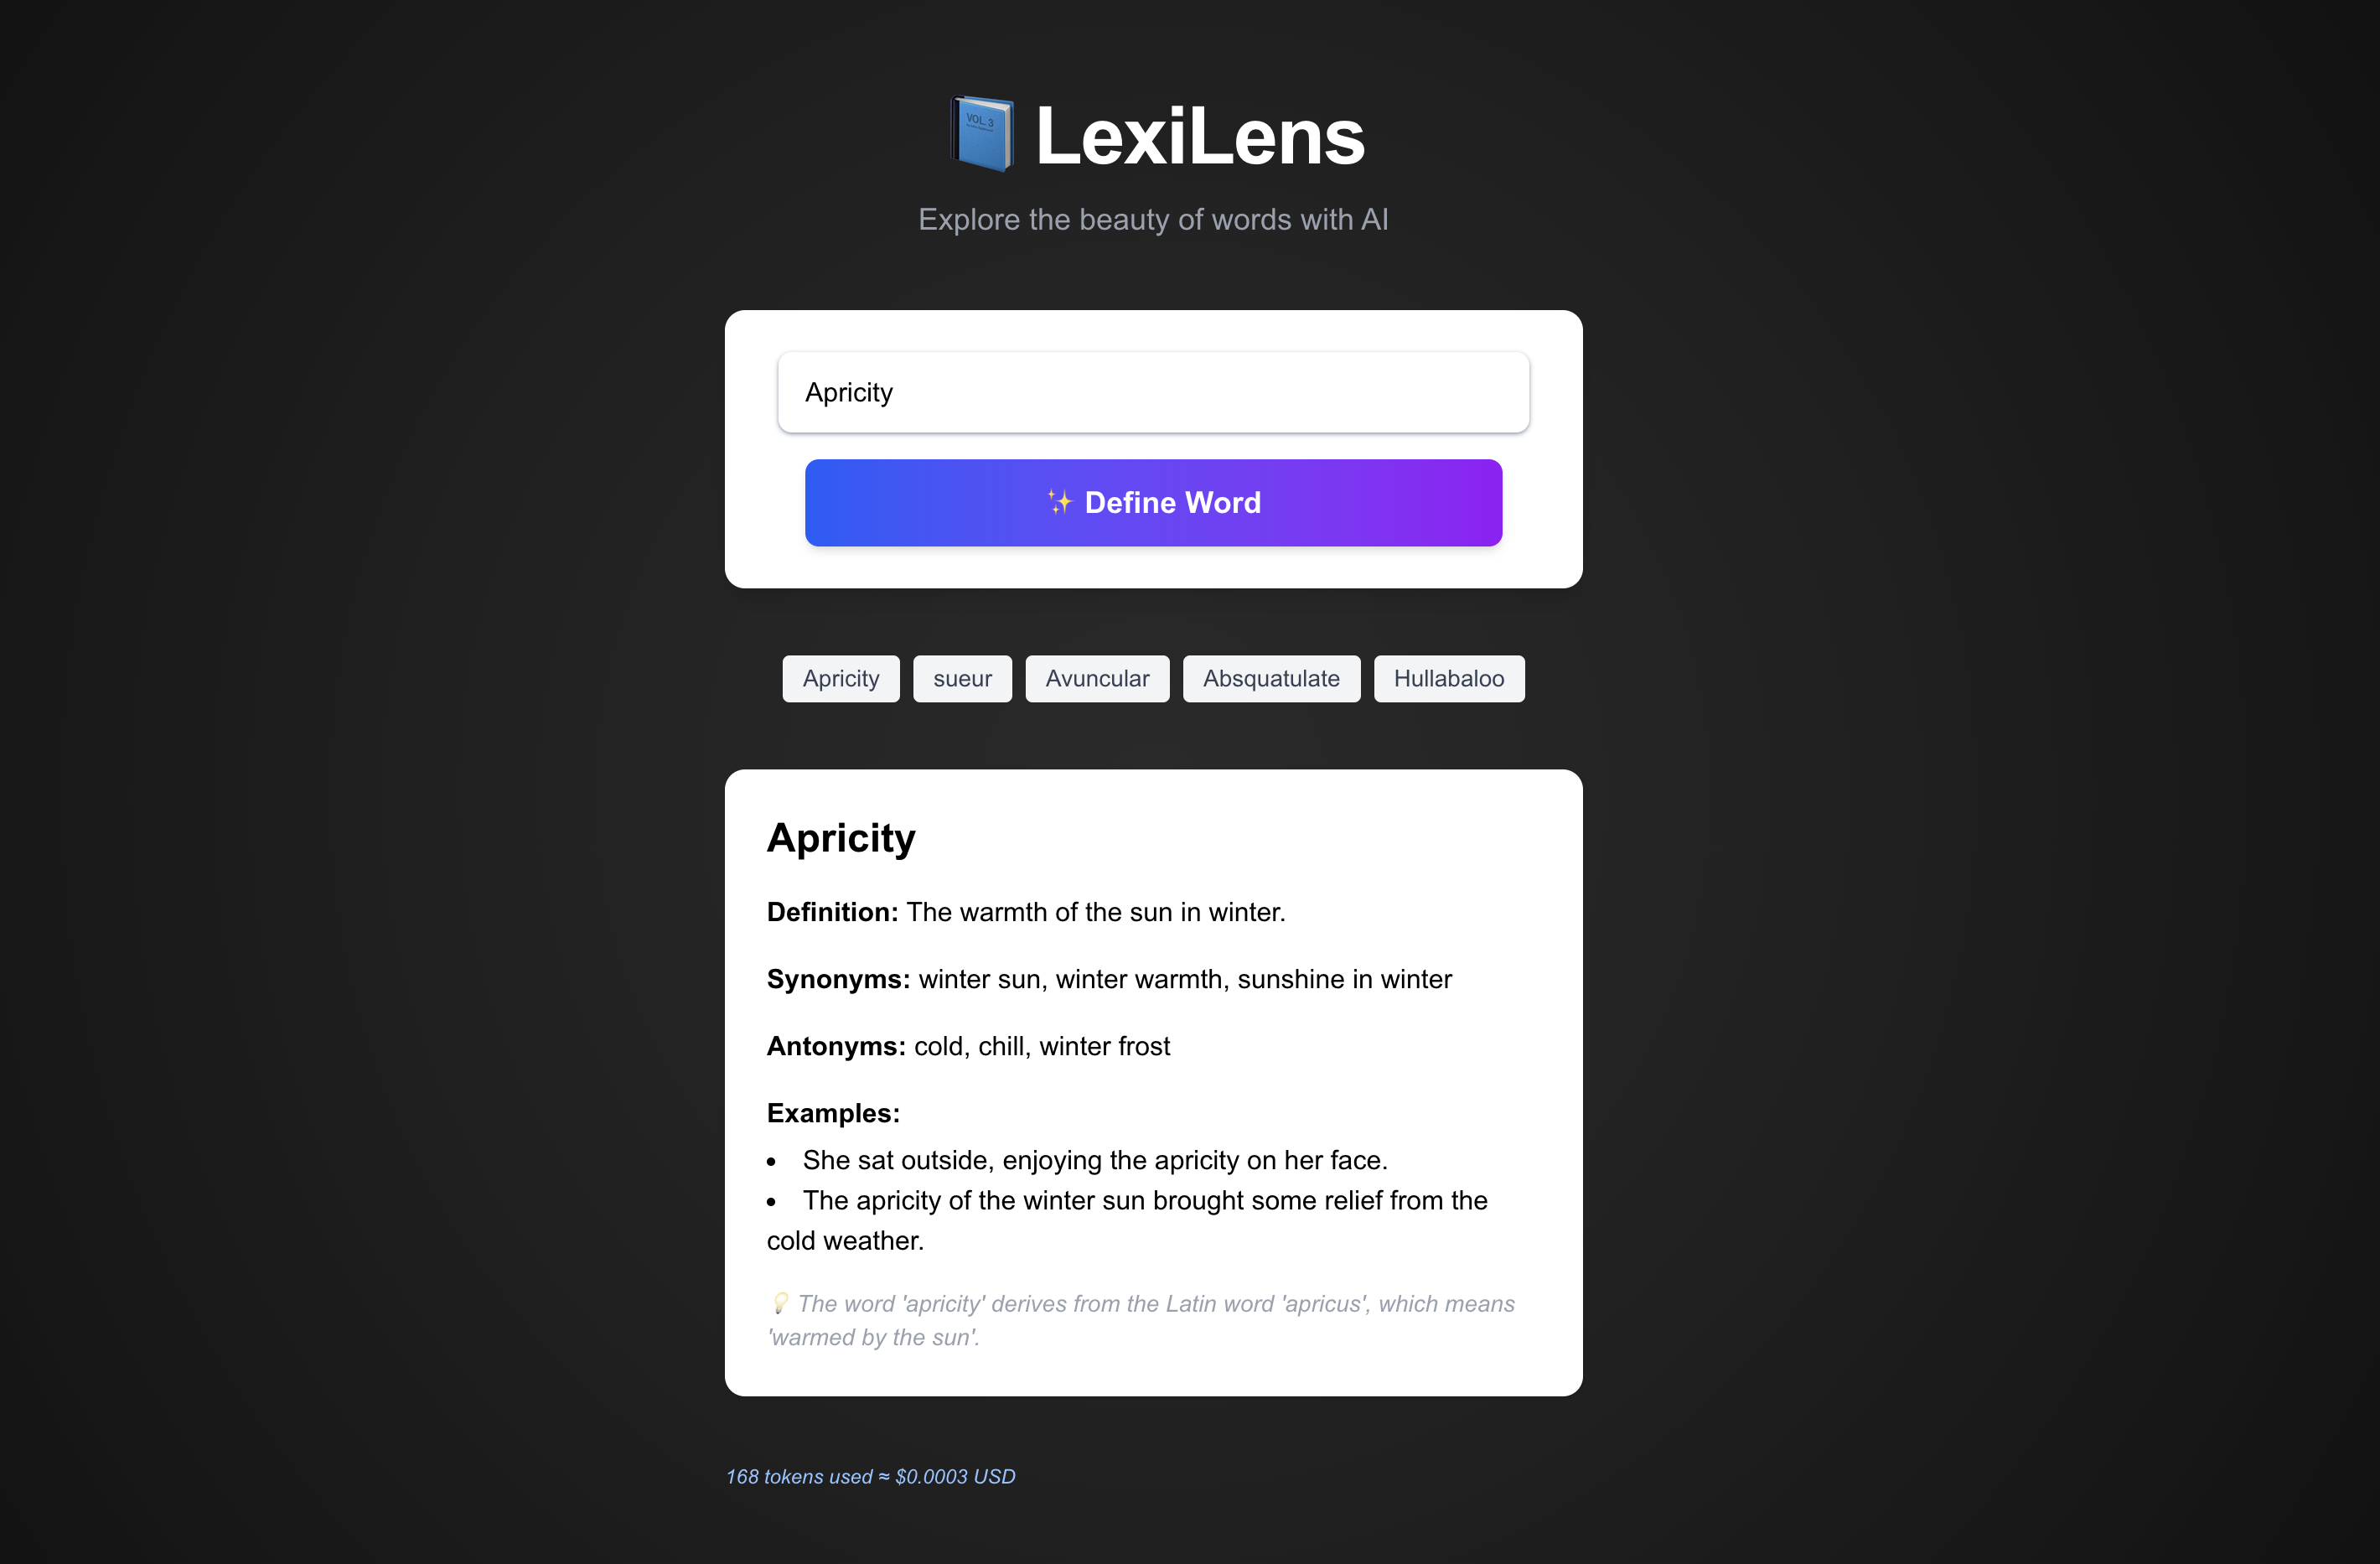 VOL. 3
LexiLens
Explore the beauty of words with AI
Apricity
✨ Define Word
Apricity
sueur
Avuncular
Absquatulate
Hullabaloo
Apricity
Definition: The warmth of the sun in winter.
Synonyms: winter sun, winter warmth, sunshine in winter
Antonyms: cold, chill, winter frost
Examples:
• She sat outside, enjoying the apricity on her face.
• The apricity of the winter sun brought some relief from the
cold weather.
💡 The word 'apricity' derives from the Latin word 'apricus', which means
'warmed by the sun'.
168 tokens used ≈ $0.0003 USD